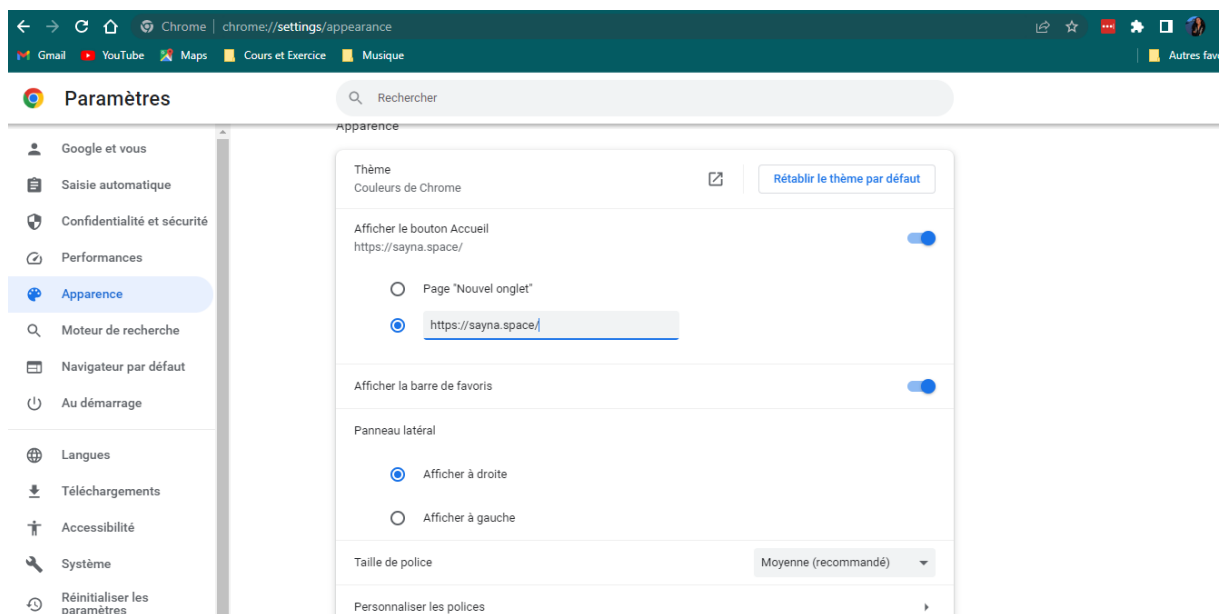 Chrome | chrome://settings/appearance
Gmail YouTube Maps Cours et Exercice Musique Autres favo
Paramètres
Rechercher
Google et vous
Saisie automatique
Confidentialité et sécurité
Performances
Apparence
Moteur de recherche
Navigateur par défaut
Au démarrage
Langues
Téléchargements
Accessibilité
Système
Réinitialiser les
paramètres
Apparence
Thème
Couleurs de Chrome
Rétablir le thème par défaut
Afficher le bouton Accueil
https://sayna.space/
Page "Nouvel onglet"
https://sayna.space/
Afficher la barre de favoris
Panneau latéral
Afficher à droite
Afficher à gauche
Taille de police
Moyenne (recommandé)
Personnaliser les polices